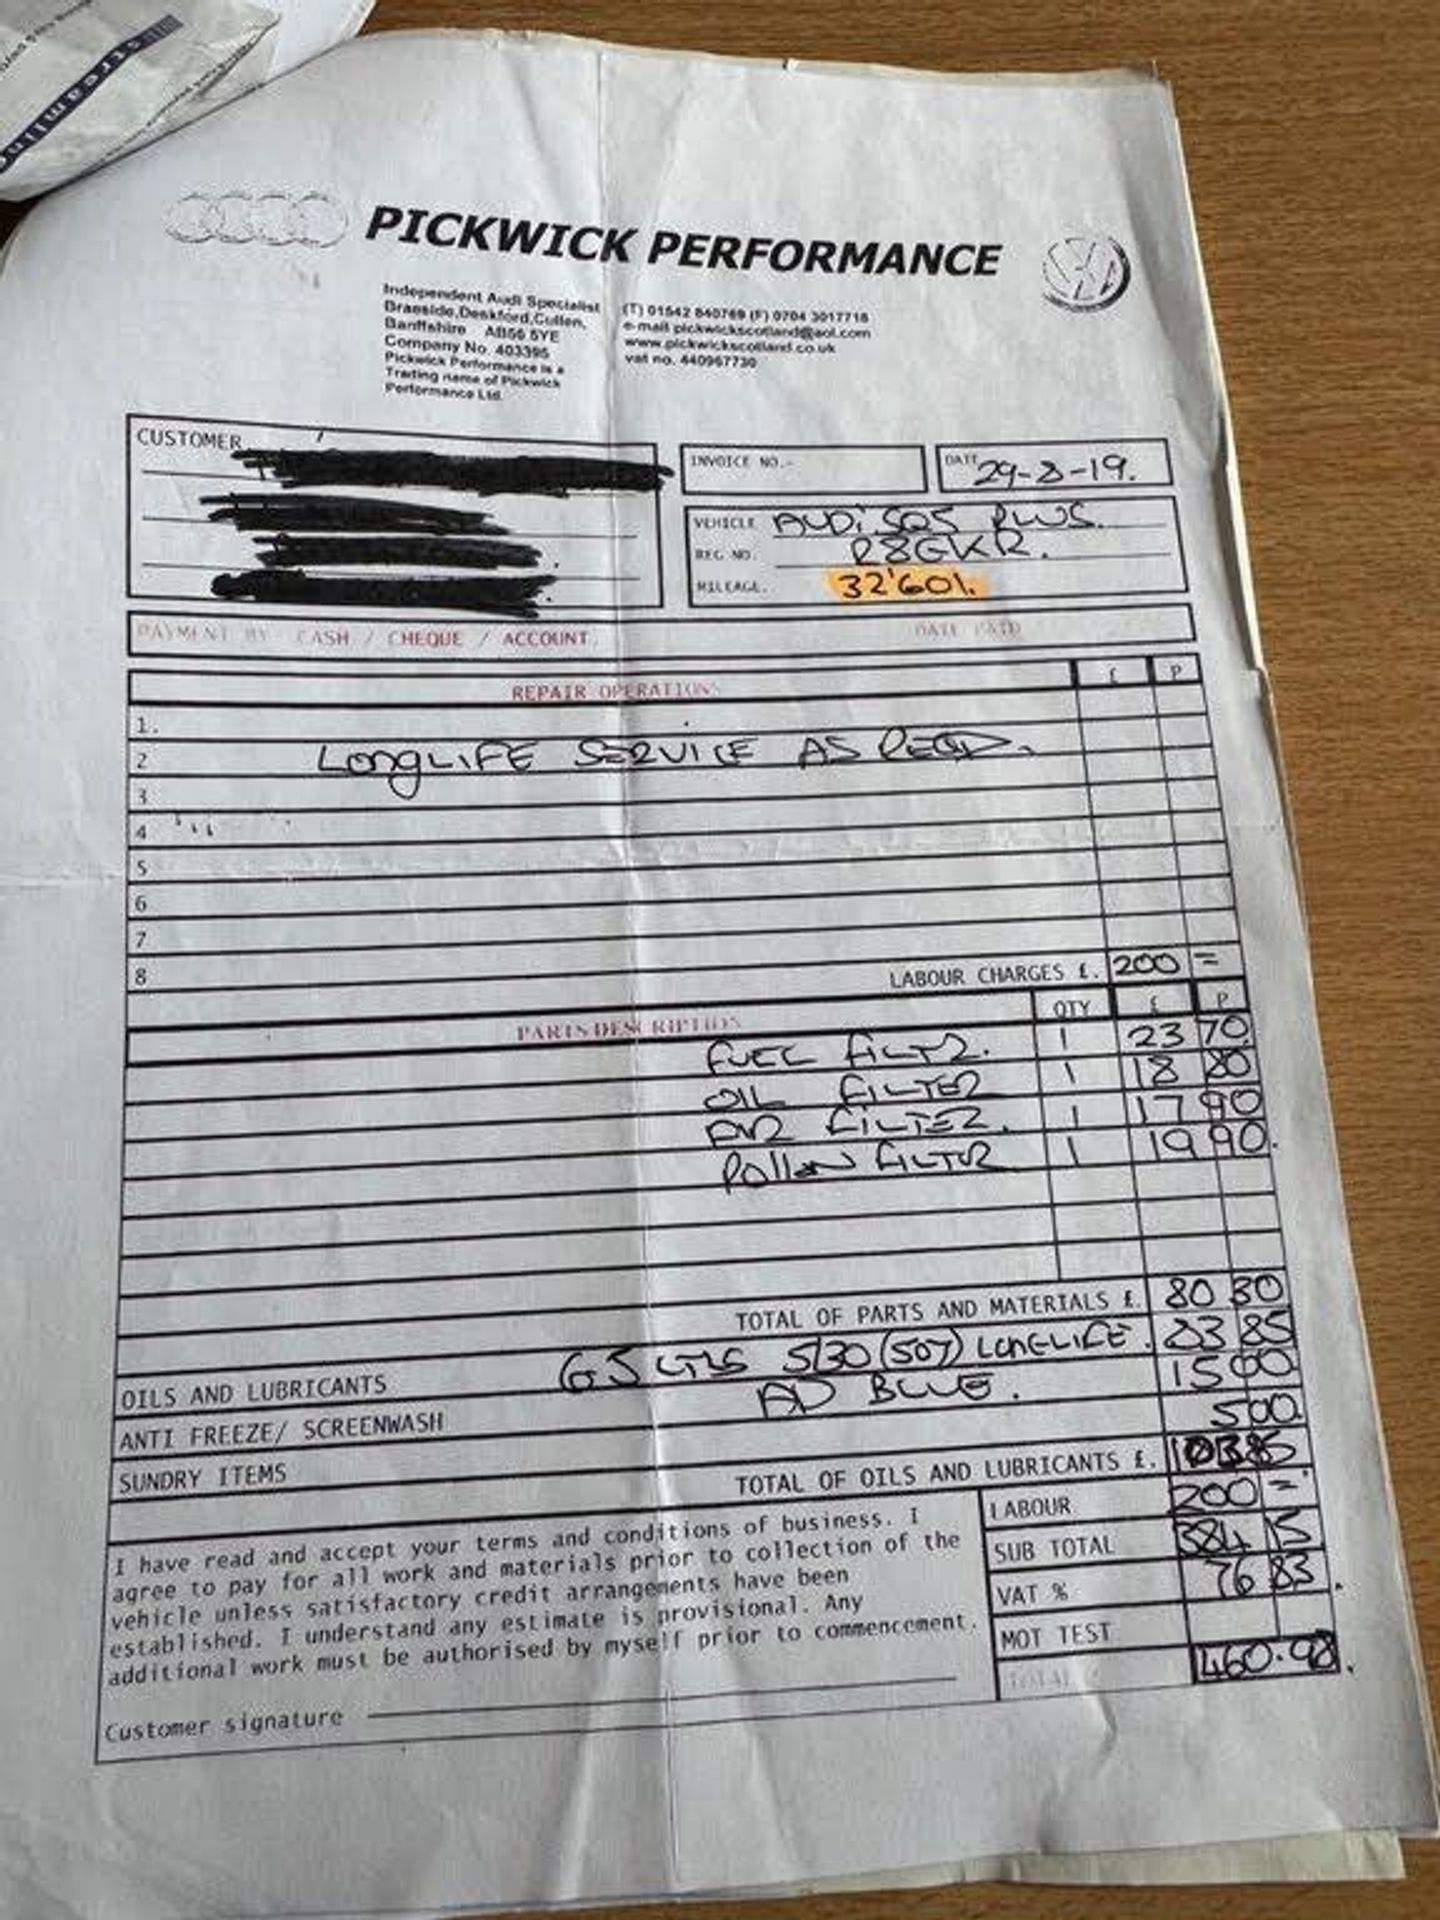 streamline
PICKWICK PERFORMANCE
Independent Audi Specialist
Braeside, Deskford, Cullen,
Banffshire AB56 5YE
Company No. 403395
Pickwick Performance is a
Trading name of Pickwick
Performance Ltd.
(T) 01542 840769 (F) 0704 3017718
e-mail pickwickscotland@aol.com
www.pickwickscotland.co.uk
vat no. 440967730
CUSTOMER
INVOICE NO.-
DATE 29-8-19.
VEHICLE AUDi SQ5 PLUS.
REG NO. R8GKR.
MILEAGE. 32'601.
PAYMENT BY CASH / CHEQUE / ACCOUNT. DATE PAID
REPAIR OPERATIONS £ P
1.
2 LONGLIFE SERVICE AS REQD.
3
4
5
6
7
8
LABOUR CHARGES £. 200 =
PARTS DESCRIPTION QTY £ P
FUEL FILTR. 1 23 70.
OIL FILTER 1 18 80
AIR FILTER. 1 17 90
POLLEN FILTER 1 19 90.
TOTAL OF PARTS AND MATERIALS £. 80 30
OILS AND LUBRICANTS 6.5 LTRS 5/30 (507) LONGLIFE. 83 85
ANTI FREEZE/ SCREENWASH AD BLUE. 15 00
SUNDRY ITEMS 5 00.
TOTAL OF OILS AND LUBRICANTS £. 103 85
LABOUR 200 =
SUB TOTAL 384 15
VAT % 76 83.
MOT TEST
TOTAL 460.98.
I have read and accept your terms and conditions of business. I
agree to pay for all work and materials prior to collection of the
vehicle unless satisfactory credit arrangements have been
established. I understand any estimate is provisional. Any
additional work must be authorised by myself prior to commencement.
Customer signature